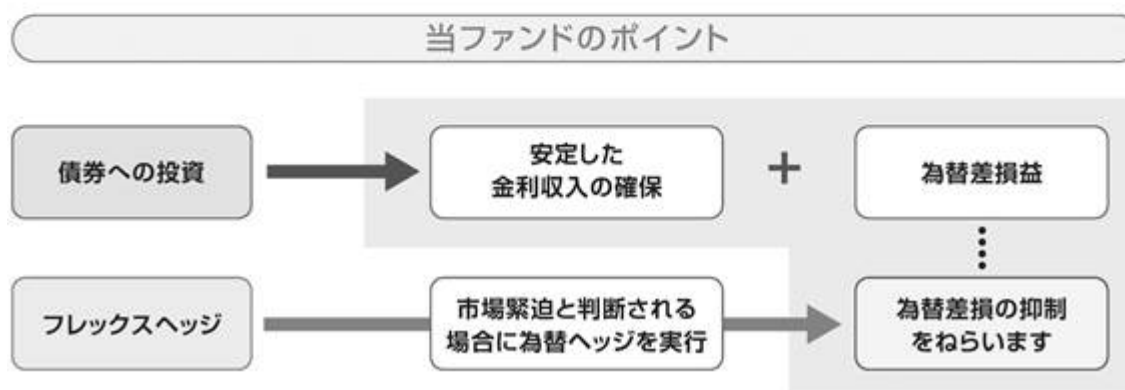 当ファンドのポイント
債券への投資
安定した
金利収入の確保
+
為替差損益
フレックスヘッジ
市場緊迫と判断される
場合に為替ヘッジを実行
為替差損の抑制
をねらいます